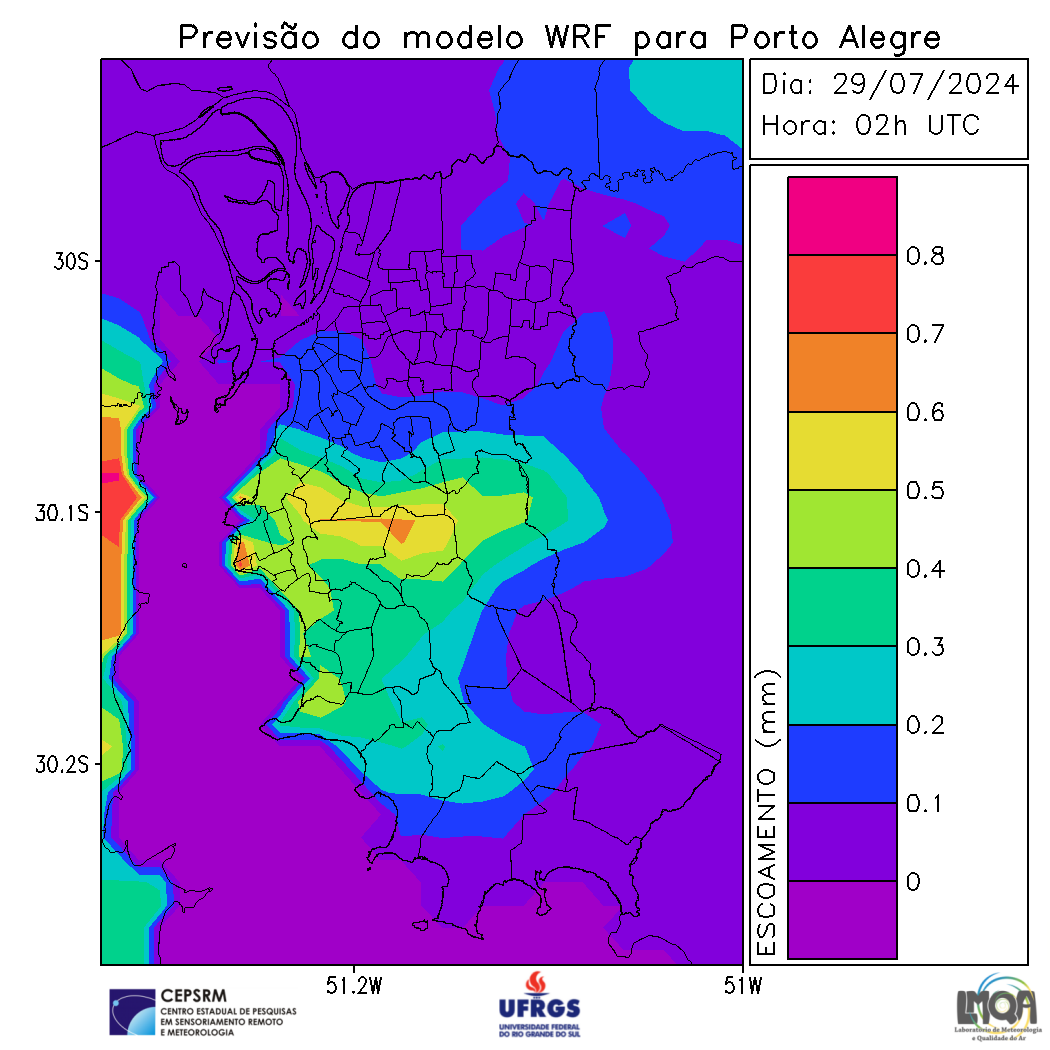 Previsão do modelo WRF para Porto Alegre
Dia: 29/07/2024
Hora: 02h UTC
30S
30.1S
30.2S
51.2W
51W
ESCOAMENTO (mm)
0.8
0.7
0.6
0.5
0.4
0.3
0.2
0.1
0
CEPSRM
CENTRO ESTADUAL DE PESQUISAS
EM SENSORIAMENTO REMOTO
E METEOROLOGIA
UFRGS
UNIVERSIDADE FEDERAL
DO RIO GRANDE DO SUL
LMQA
Laboratório de Meteorologia
e Qualidade do Ar